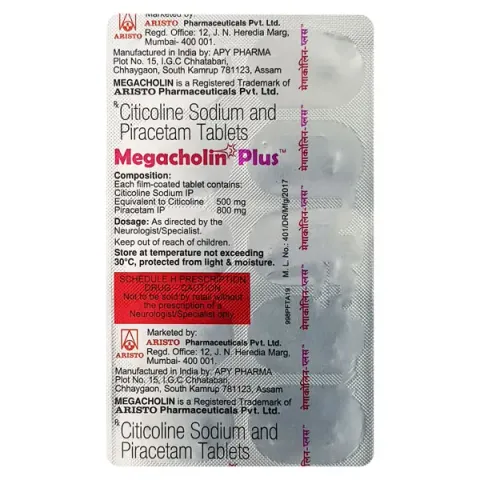 Marketed by:
ARISTO Pharmaceuticals Pvt. Ltd.
Regd. Office: 12, J. N. Heredia Marg,
ARISTO Mumbai- 400 001.
Manufactured in India by: APY PHARMA
Plot No. 15, I.G.C Chhatabari,
Chhaygaon, South Kamrup 781123, Assam
MEGACHOLIN is a Registered Trademark of
ARISTO Pharmaceuticals Pvt. Ltd.
℞ Citicoline Sodium and
Piracetam Tablets
Megacholin Plus™
Composition:
Each film-coated tablet contains:
Citicoline Sodium IP
Equivalent to Citicoline 500 mg
Piracetam IP 800 mg
Dosage: As directed by the
Neurologist/Specialist.
Keep out of reach of children.
Store at temperature not exceeding
30°C, protected from light & moisture.
SCHEDULE H PRESCRIPTION
DRUG – CAUTION
Not to be sold by retail without
the prescription of a
Neurologist/Specialist only.
Marketed by:
ARISTO Pharmaceuticals Pvt. Ltd.
Regd. Office: 12, J. N. Heredia Marg,
ARISTO Mumbai- 400 001.
Manufactured in India by: APY PHARMA
Plot No. 15, I.G.C Chhatabari,
Chhaygaon, South Kamrup 781123, Assam
MEGACHOLIN is a Registered Trademark of
ARISTO Pharmaceuticals Pvt. Ltd.
℞ Citicoline Sodium and
Piracetam Tablets
998PFTA19
M. L. No.: 401/DR/Mfg/2017
मेगाकोलिन-प्लस™
मेगाकोलिन-प्लस™
मेगाकोलिन-प्लस™
मेगाकोलिन-प्लस™